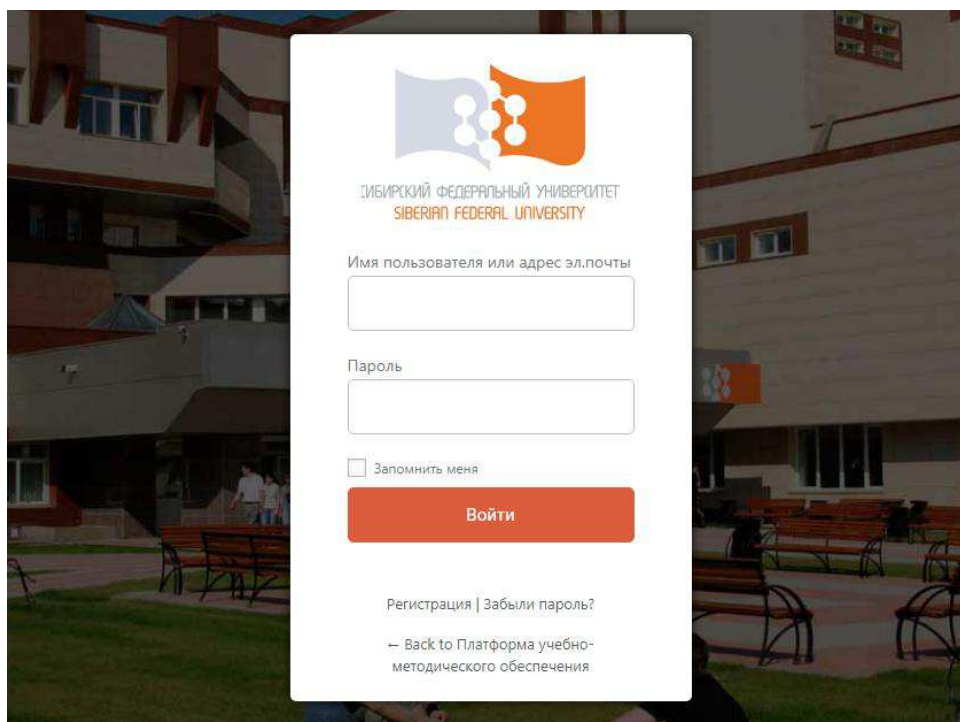 СИБИРСКИЙ ФЕДЕРАЛЬНЫЙ УНИВЕРСИТЕТ
SIBERIAN FEDERAL UNIVERSITY
Имя пользователя или адрес эл.почты
Пароль
Запомнить меня
Войти
Регистрация | Забыли пароль?
← Back to Платформа учебно-
методического обеспечения